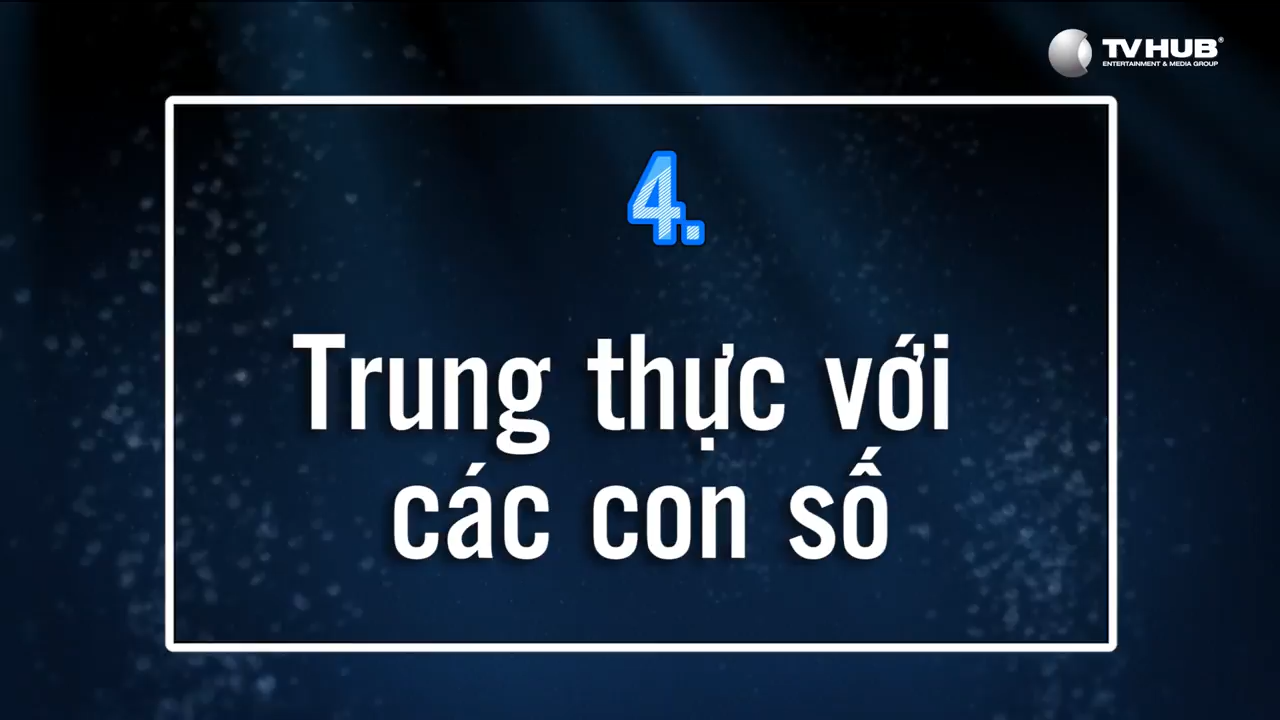 TV HUB®
ENTERTAINMENT & MEDIA GROUP
4.
Trung thực với
các con số